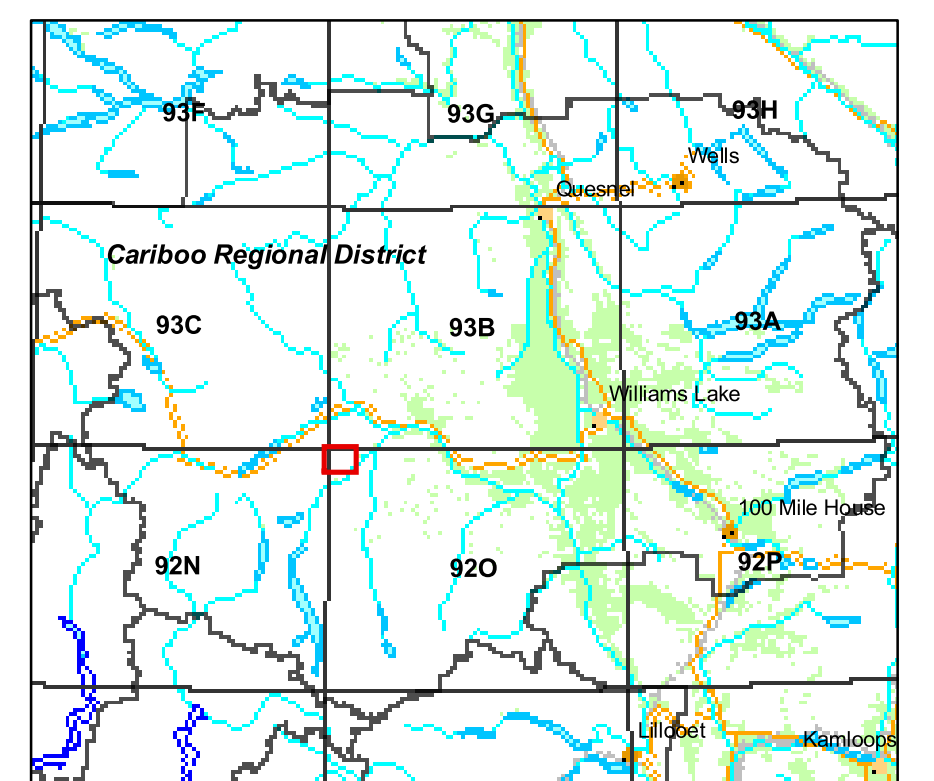 93F
93G
93H
Wells
Quesnel
Cariboo Regional District
93C
93B
93A
Williams Lake
100 Mile House
92N
92O
92P
Lillooet
Kamloops